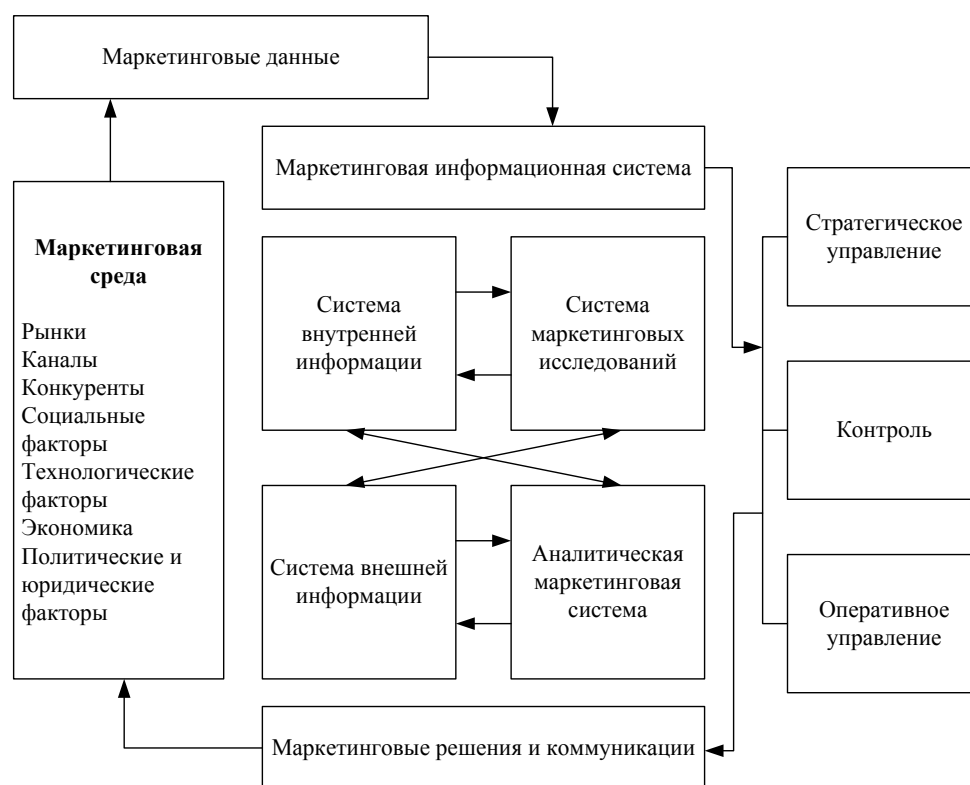 Маркетинговые данные
Маркетинговая информационная система
Маркетинговая
среда
Рынки
Каналы
Конкуренты
Социальные
факторы
Технологические
факторы
Экономика
Политические и
юридические
факторы
Система
внутренней
информации
Система
маркетинговых
исследований
Система внешней
информации
Аналитическая
маркетинговая
система
Стратегическое
управление
Контроль
Оперативное
управление
Маркетинговые решения и коммуникации